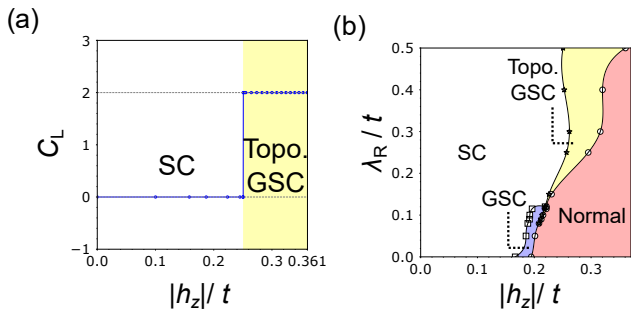 (a)
3
2
1
0
−1
C_L
SC
Topo.
GSC
0.0
0.1
0.2
0.3
0.361
|h_z|/ t
(b)
0.5
0.4
0.3
0.2
0.1
0.0
λ_R / t
Topo.
GSC
SC
GSC
Normal
0.0
0.1
0.2
0.3
|h_z|/ t